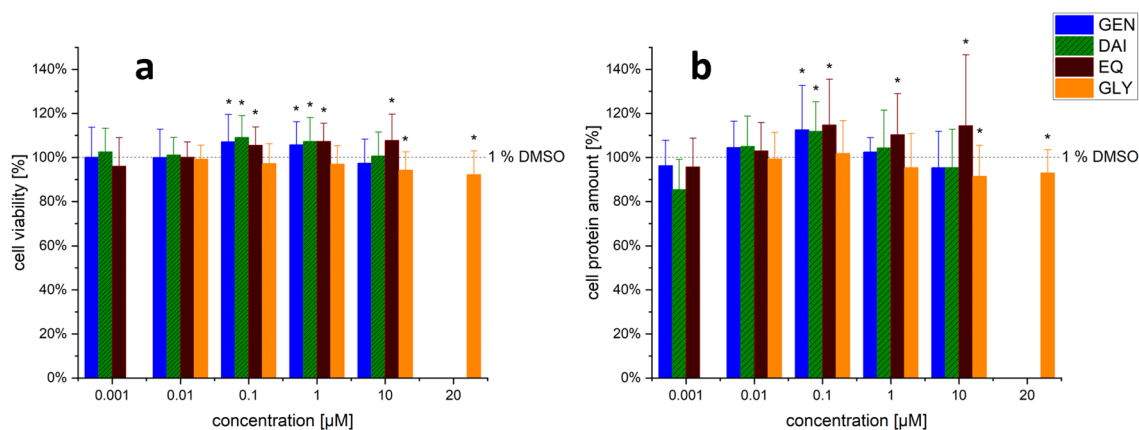 GEN
DAI
EQ
GLY
a
140%
120%
100%
80%
60%
40%
20%
0%
cell viability [%]
* * * * * * * * *
1 % DMSO
0.001 0.01 0.1 1 10 20
concentration [µM]
b
140%
120%
100%
80%
60%
40%
20%
0%
cell protein amount [%]
* * * * * * *
1 % DMSO
0.001 0.01 0.1 1 10 20
concentration [µM]